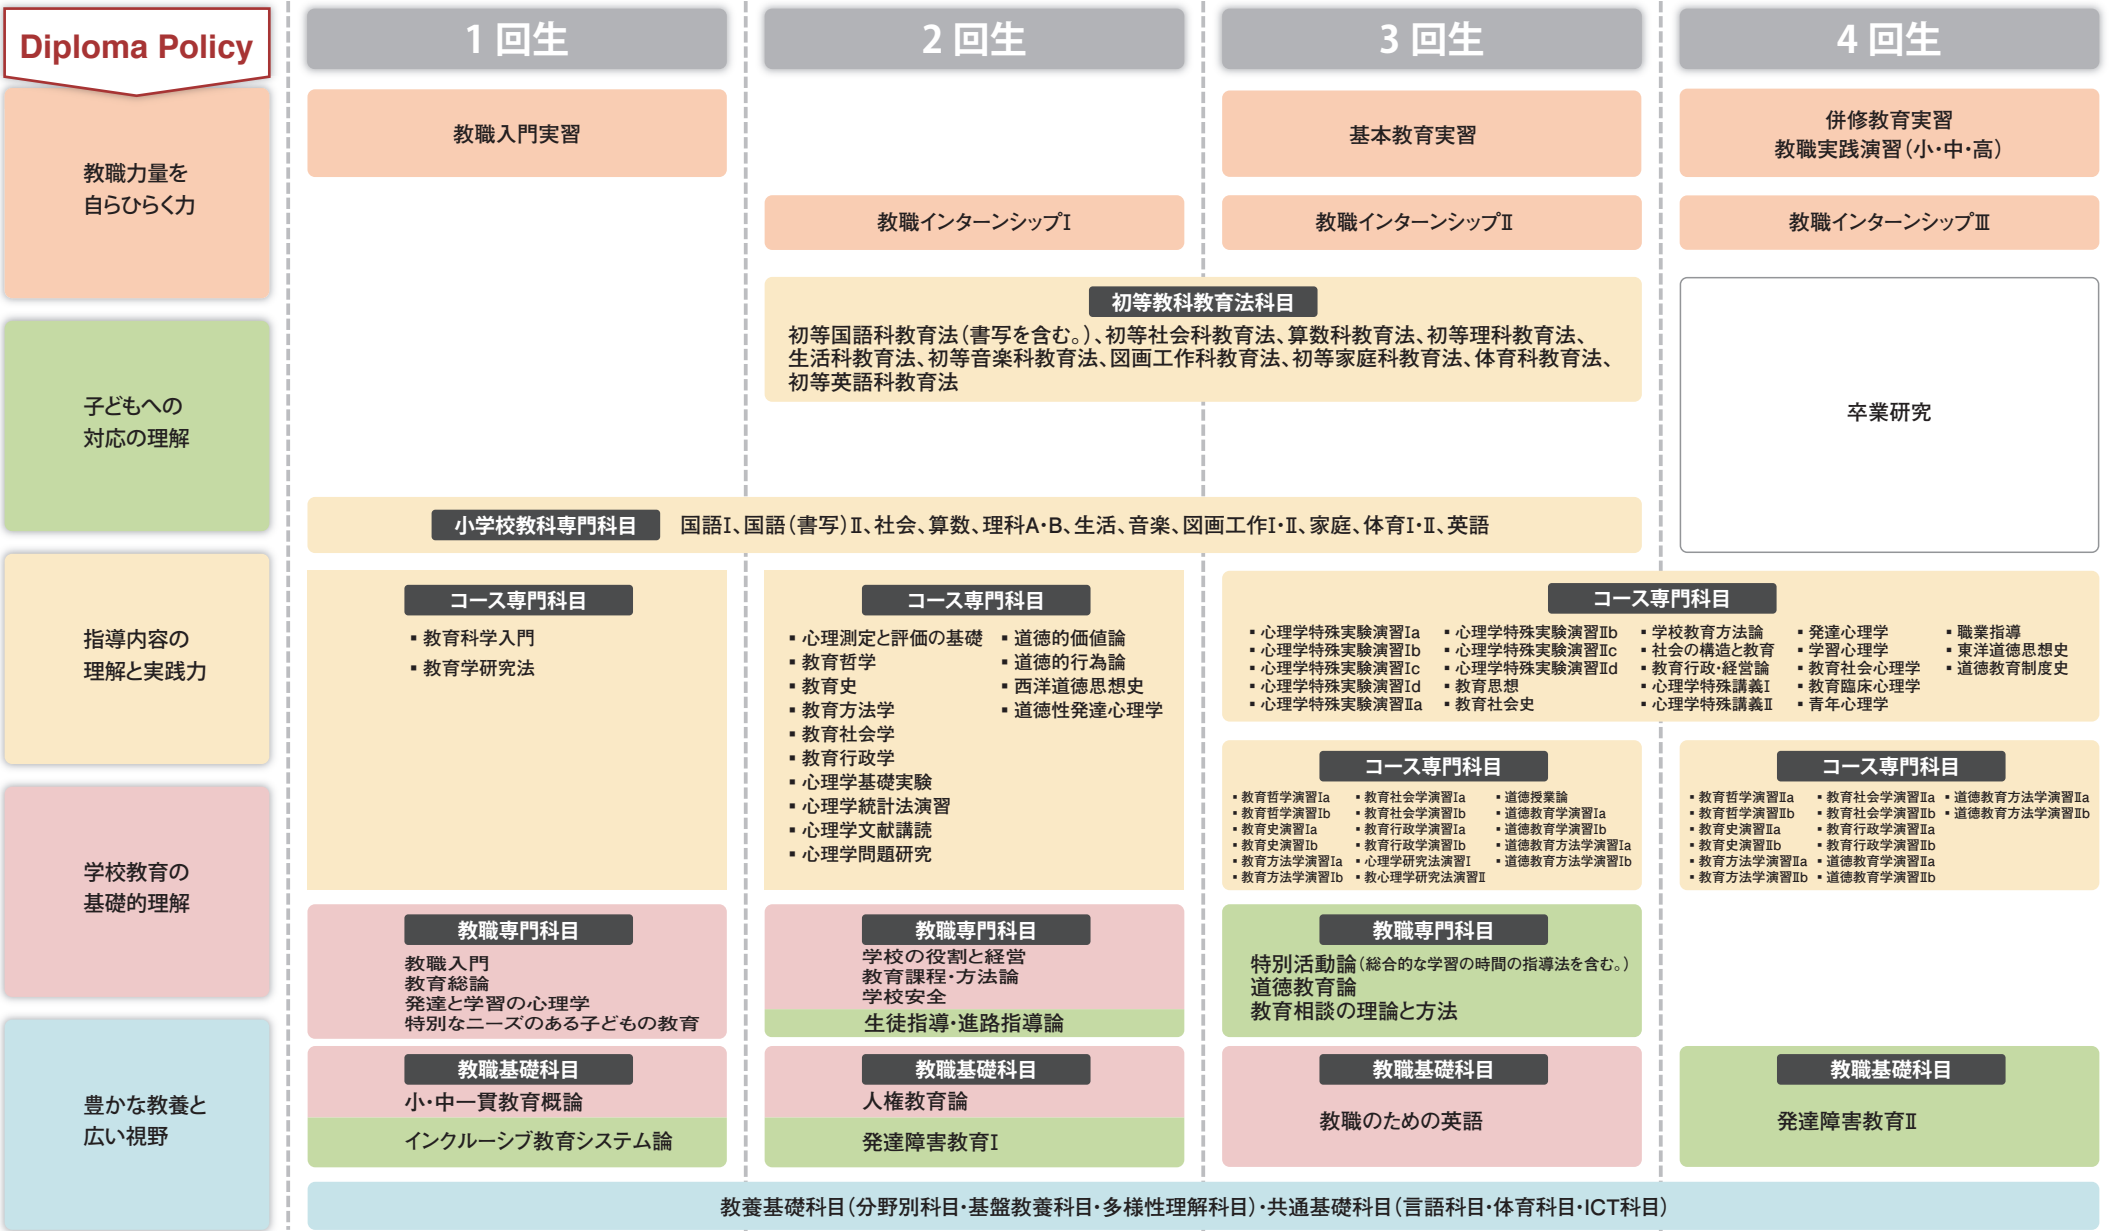 Diploma Policy
1 回生
2 回生
3 回生
4 回生
教職力量を
自らひらく力
教職入門実習
基本教育実習
併修教育実習
教職実践演習(小・中・高)
教職インターンシップⅠ
教職インターンシップⅡ
教職インターンシップⅢ
初等教科教育法科目
初等国語科教育法(書写を含む。)、初等社会科教育法、算数科教育法、初等理科教育法、
生活科教育法、初等音楽科教育法、図画工作科教育法、初等家庭科教育法、体育科教育法、
初等英語科教育法
子どもへの
対応の理解
卒業研究
小学校教科専門科目 国語Ⅰ、国語(書写)Ⅱ、社会、算数、理科A・B、生活、音楽、図画工作Ⅰ・Ⅱ、家庭、体育Ⅰ・Ⅱ、英語
指導内容の
理解と実践力
コース専門科目
▪ 教育科学入門
▪ 教育学研究法
コース専門科目
▪ 心理測定と評価の基礎
▪ 教育哲学
▪ 教育史
▪ 教育方法学
▪ 教育社会学
▪ 教育行政学
▪ 心理学基礎実験
▪ 心理学統計法演習
▪ 心理学文献講読
▪ 心理学問題研究
▪ 道徳的価値論
▪ 道徳的行為論
▪ 西洋道徳思想史
▪ 道徳性発達心理学
コース専門科目
▪ 心理学特殊実験演習Ⅰa
▪ 心理学特殊実験演習Ⅰb
▪ 心理学特殊実験演習Ⅰc
▪ 心理学特殊実験演習Ⅰd
▪ 心理学特殊実験演習Ⅱa
▪ 心理学特殊実験演習Ⅱb
▪ 心理学特殊実験演習Ⅱc
▪ 心理学特殊実験演習Ⅱd
▪ 教育思想
▪ 教育社会史
▪ 学校教育方法論
▪ 社会の構造と教育
▪ 教育行政・経営論
▪ 心理学特殊講義Ⅰ
▪ 心理学特殊講義Ⅱ
▪ 発達心理学
▪ 学習心理学
▪ 教育社会心理学
▪ 教育臨床心理学
▪ 青年心理学
▪ 職業指導
▪ 東洋道徳思想史
▪ 道徳教育制度史
コース専門科目
▪ 教育哲学演習Ⅰa
▪ 教育哲学演習Ⅰb
▪ 教育史演習Ⅰa
▪ 教育史演習Ⅰb
▪ 教育方法学演習Ⅰa
▪ 教育方法学演習Ⅰb
▪ 教育社会学演習Ⅰa
▪ 教育社会学演習Ⅰb
▪ 教育行政学演習Ⅰa
▪ 教育行政学演習Ⅰb
▪ 心理学研究法演習Ⅰ
▪ 教心理学研究法演習Ⅱ
▪ 道徳授業論
▪ 道徳教育学演習Ⅰa
▪ 道徳教育学演習Ⅰb
▪ 道徳教育方法学演習Ⅰa
▪ 道徳教育方法学演習Ⅰb
コース専門科目
▪ 教育哲学演習Ⅱa
▪ 教育哲学演習Ⅱb
▪ 教育史演習Ⅱa
▪ 教育史演習Ⅱb
▪ 教育方法学演習Ⅱa
▪ 教育方法学演習Ⅱb
▪ 教育社会学演習Ⅱa
▪ 教育社会学演習Ⅱb
▪ 教育行政学演習Ⅱa
▪ 教育行政学演習Ⅱb
▪ 道徳教育学演習Ⅱa
▪ 道徳教育学演習Ⅱb
▪ 道徳教育方法学演習Ⅱa
▪ 道徳教育方法学演習Ⅱb
学校教育の
基礎的理解
教職専門科目
教職入門
教育総論
発達と学習の心理学
特別なニーズのある子どもの教育
教職専門科目
学校の役割と経営
教育課程・方法論
学校安全
生徒指導・進路指導論
教職専門科目
特別活動論(総合的な学習の時間の指導法を含む。)
道徳教育論
教育相談の理論と方法
豊かな教養と
広い視野
教職基礎科目
小・中一貫教育概論
インクルーシブ教育システム論
教職基礎科目
人権教育論
発達障害教育Ⅰ
教職基礎科目
教職のための英語
教職基礎科目
発達障害教育Ⅱ
教養基礎科目(分野別科目・基盤教養科目・多様性理解科目)・共通基礎科目(言語科目・体育科目・ICT科目)